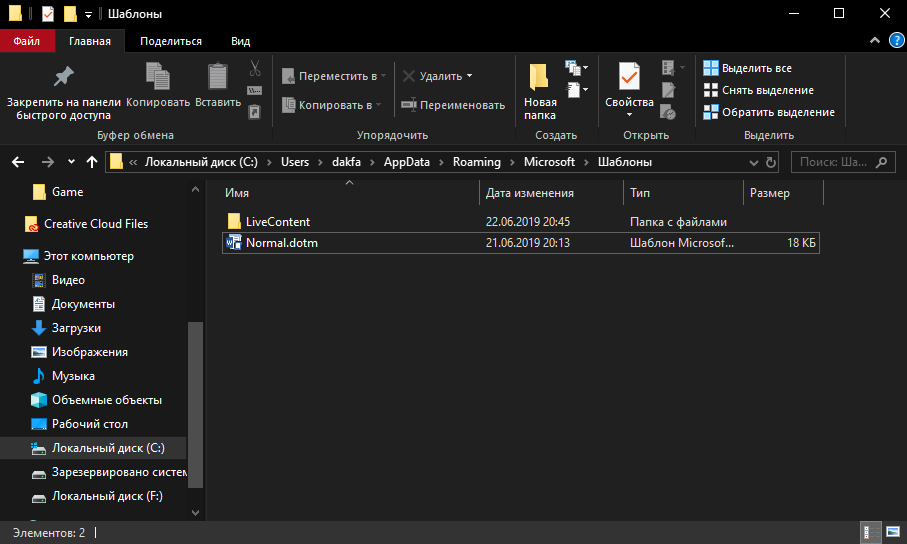 Шаблоны
Файл Главная Поделиться Вид
Закрепить на панели быстрого доступа
Копировать
Вставить
Буфер обмена
Переместить в
Копировать в
Удалить
Переименовать
Упорядочить
Новая папка
Создать
Свойства
Открыть
Выделить все
Снять выделение
Обратить выделение
Выделить
« Локальный диск (C:) > Users > dakfa > AppData > Roaming > Microsoft > Шаблоны
Поиск: Ша...
Имя Дата изменения Тип Размер
LiveContent 22.06.2019 20:45 Папка с файлами
Normal.dotm 21.06.2019 20:13 Шаблон Microsof... 18 КБ
Game
Creative Cloud Files
Этот компьютер
Видео
Документы
Загрузки
Изображения
Музыка
Объемные объекты
Рабочий стол
Локальный диск (C:)
Зарезервировано систем
Локальный диск (F:)
Элементов: 2